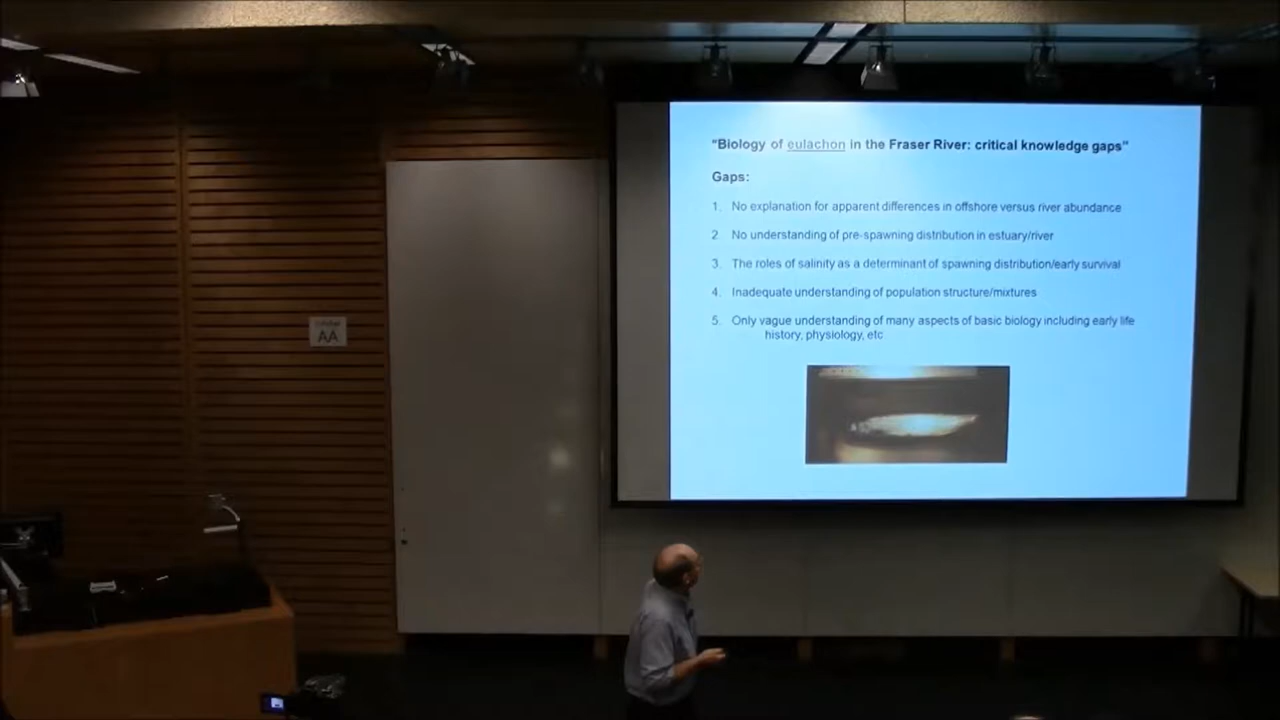 "Biology of eulachon in the Fraser River: critical knowledge gaps"
Gaps:
1. No explanation for apparent differences in offshore versus river abundance
2. No understanding of pre-spawning distribution in estuary/river
3. The roles of salinity as a determinant of spawning distribution/early survival
4. Inadequate understanding of population structure/mixtures
5. Only vague understanding of many aspects of basic biology including early life
history, physiology, etc
AA